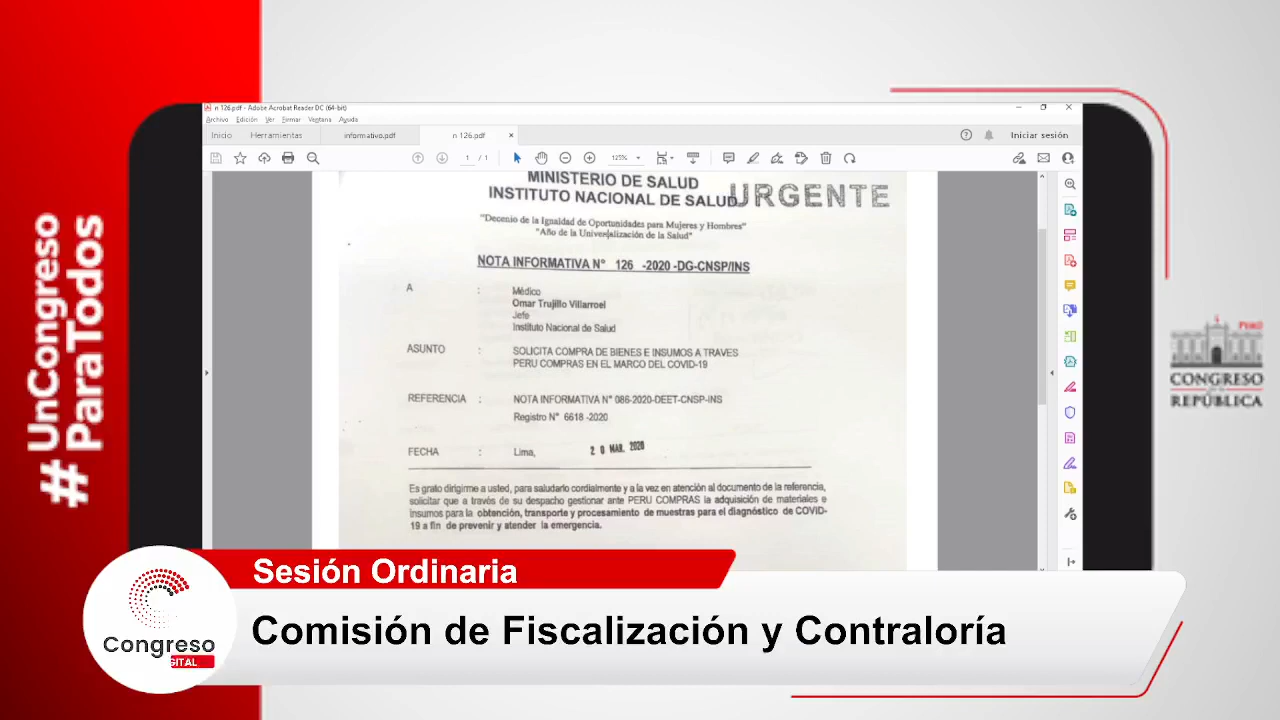 #UnCongreso
ParaTodos
n 126.pdf - Adobe Acrobat Reader DC (64-bit)
Archivo Edición Ver Firmar Ventana Ayuda
Inicio Herramientas informativo.pdf n 126.pdf × Iniciar sesión
1 / 1 125%
MINISTERIO DE SALUD
INSTITUTO NACIONAL DE SALUD
URGENTE
"Decenio de la Igualdad de Oportunidades para Mujeres y Hombres"
"Año de la Universalización de la Salud"
NOTA INFORMATIVA N° 126 -2020 -DG-CNSP/INS
A : Médico
Omar Trujillo Villarroel
Jefe
Instituto Nacional de Salud
ASUNTO : SOLICITA COMPRA DE BIENES E INSUMOS A TRAVES
PERU COMPRAS EN EL MARCO DEL COVID-19
REFERENCIA : NOTA INFORMATIVA N° 086-2020-DEET-CNSP-INS
Registro N° 6618 -2020
FECHA : Lima, 20 MAR. 2020
Es grato dirigirme a usted, para saludarlo cordialmente y a la vez en atención al documento de la referencia,
solicitar que a través de su despacho gestionar ante PERU COMPRAS la adquisición de materiales e
insumos para la obtención, transporte y procesamiento de muestras para el diagnóstico de COVID-
19 a fin de prevenir y atender la emergencia.
PERÚ
CONGRESO
de la
REPÚBLICA
Sesión Ordinaria
Comisión de Fiscalización y Contraloría
Congreso
GITAL